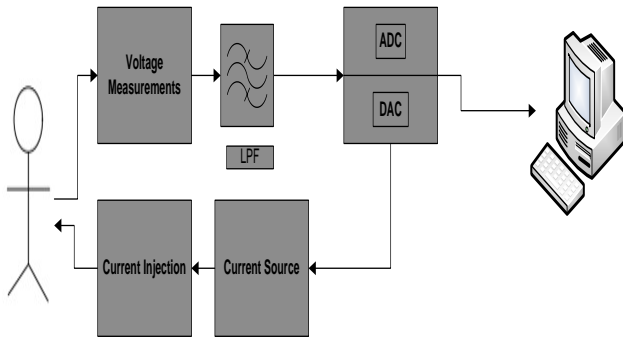 Voltage
Measurements
ADC
DAC
LPF
Current Injection
Current Source